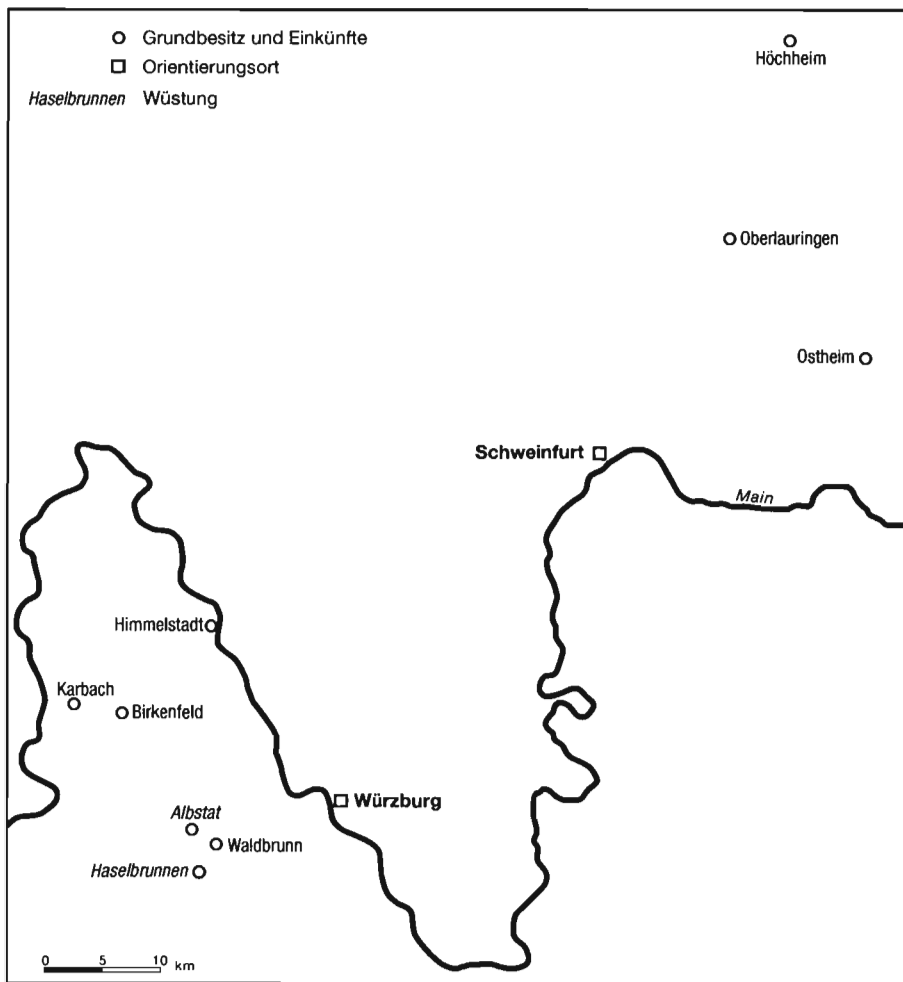 Grundbesitz und Einkünfte
Orientierungsort
Haselbrunnen Wüstung
Höchheim
Oberlauringen
Ostheim
Schweinfurt
Main
Himmelstadt
Karbach
Birkenfeld
Würzburg
Albstat
Waldbrunn
Haselbrunnen
0 5 10 km